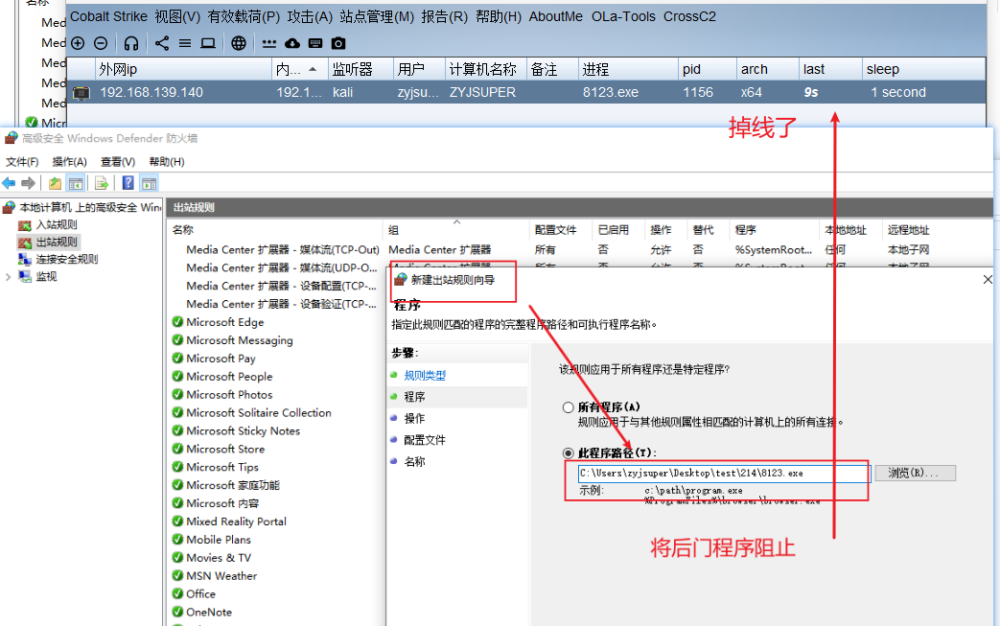 名称
Med
Med
Med
Med
Med
Micr
Cobalt Strike 视图(V) 有效载荷(P) 攻击(A) 站点管理(M) 报告(R) 帮助(H) AboutMe OLa-Tools CrossC2
外网ip 内... 监听器 用户 计算机名称 备注 进程 pid arch last sleep
192.168.139.140 192.1... kali zyjsu... ZYJSUPER 8123.exe 1156 x64 9s 1 second
掉线了
高级安全 Windows Defender 防火墙
文件(F) 操作(A) 查看(V) 帮助(H)
本地计算机 上的高级安全 Win
入站规则
出站规则
连接安全规则
监视
出站规则
名称 组 配置文件 已启用 操作 替代 程序 本地地址 远程地址
Media Center 扩展器 - 媒体流(TCP-Out) Media Center 扩展器 所有 否 允许 否 %SystemRoot... 任何 本地子网
Media Center 扩展器 - 媒体流(UDP-O... Media Center 扩展器 所有 否 允许 否 %SystemRoot... 任何 本地子网
Media Center 扩展器 - 设备配置(TCP-...
Media Center 扩展器 - 设备验证(TCP-...
Microsoft Edge
Microsoft Messaging
Microsoft Pay
Microsoft People
Microsoft Photos
Microsoft Solitaire Collection
Microsoft Sticky Notes
Microsoft Store
Microsoft Tips
Microsoft 家庭功能
Microsoft 内容
Mixed Reality Portal
Mobile Plans
Movies & TV
MSN Weather
Office
OneNote
新建出站规则向导
程序
指定此规则匹配的程序的完整程序路径和可执行程序名称。
步骤:
规则类型
程序
操作
配置文件
名称
该规则应用于所有程序还是特定程序?
所有程序(A)
规则应用于与其他规则属性相匹配的计算机上的所有连接。
此程序路径(T):
C:\Users\zyjsuper\Desktop\test\214\8123.exe
浏览(R)...
示例: c:\path\program.exe
%ProgramFiles%\browser\browser.exe
将后门程序阻止